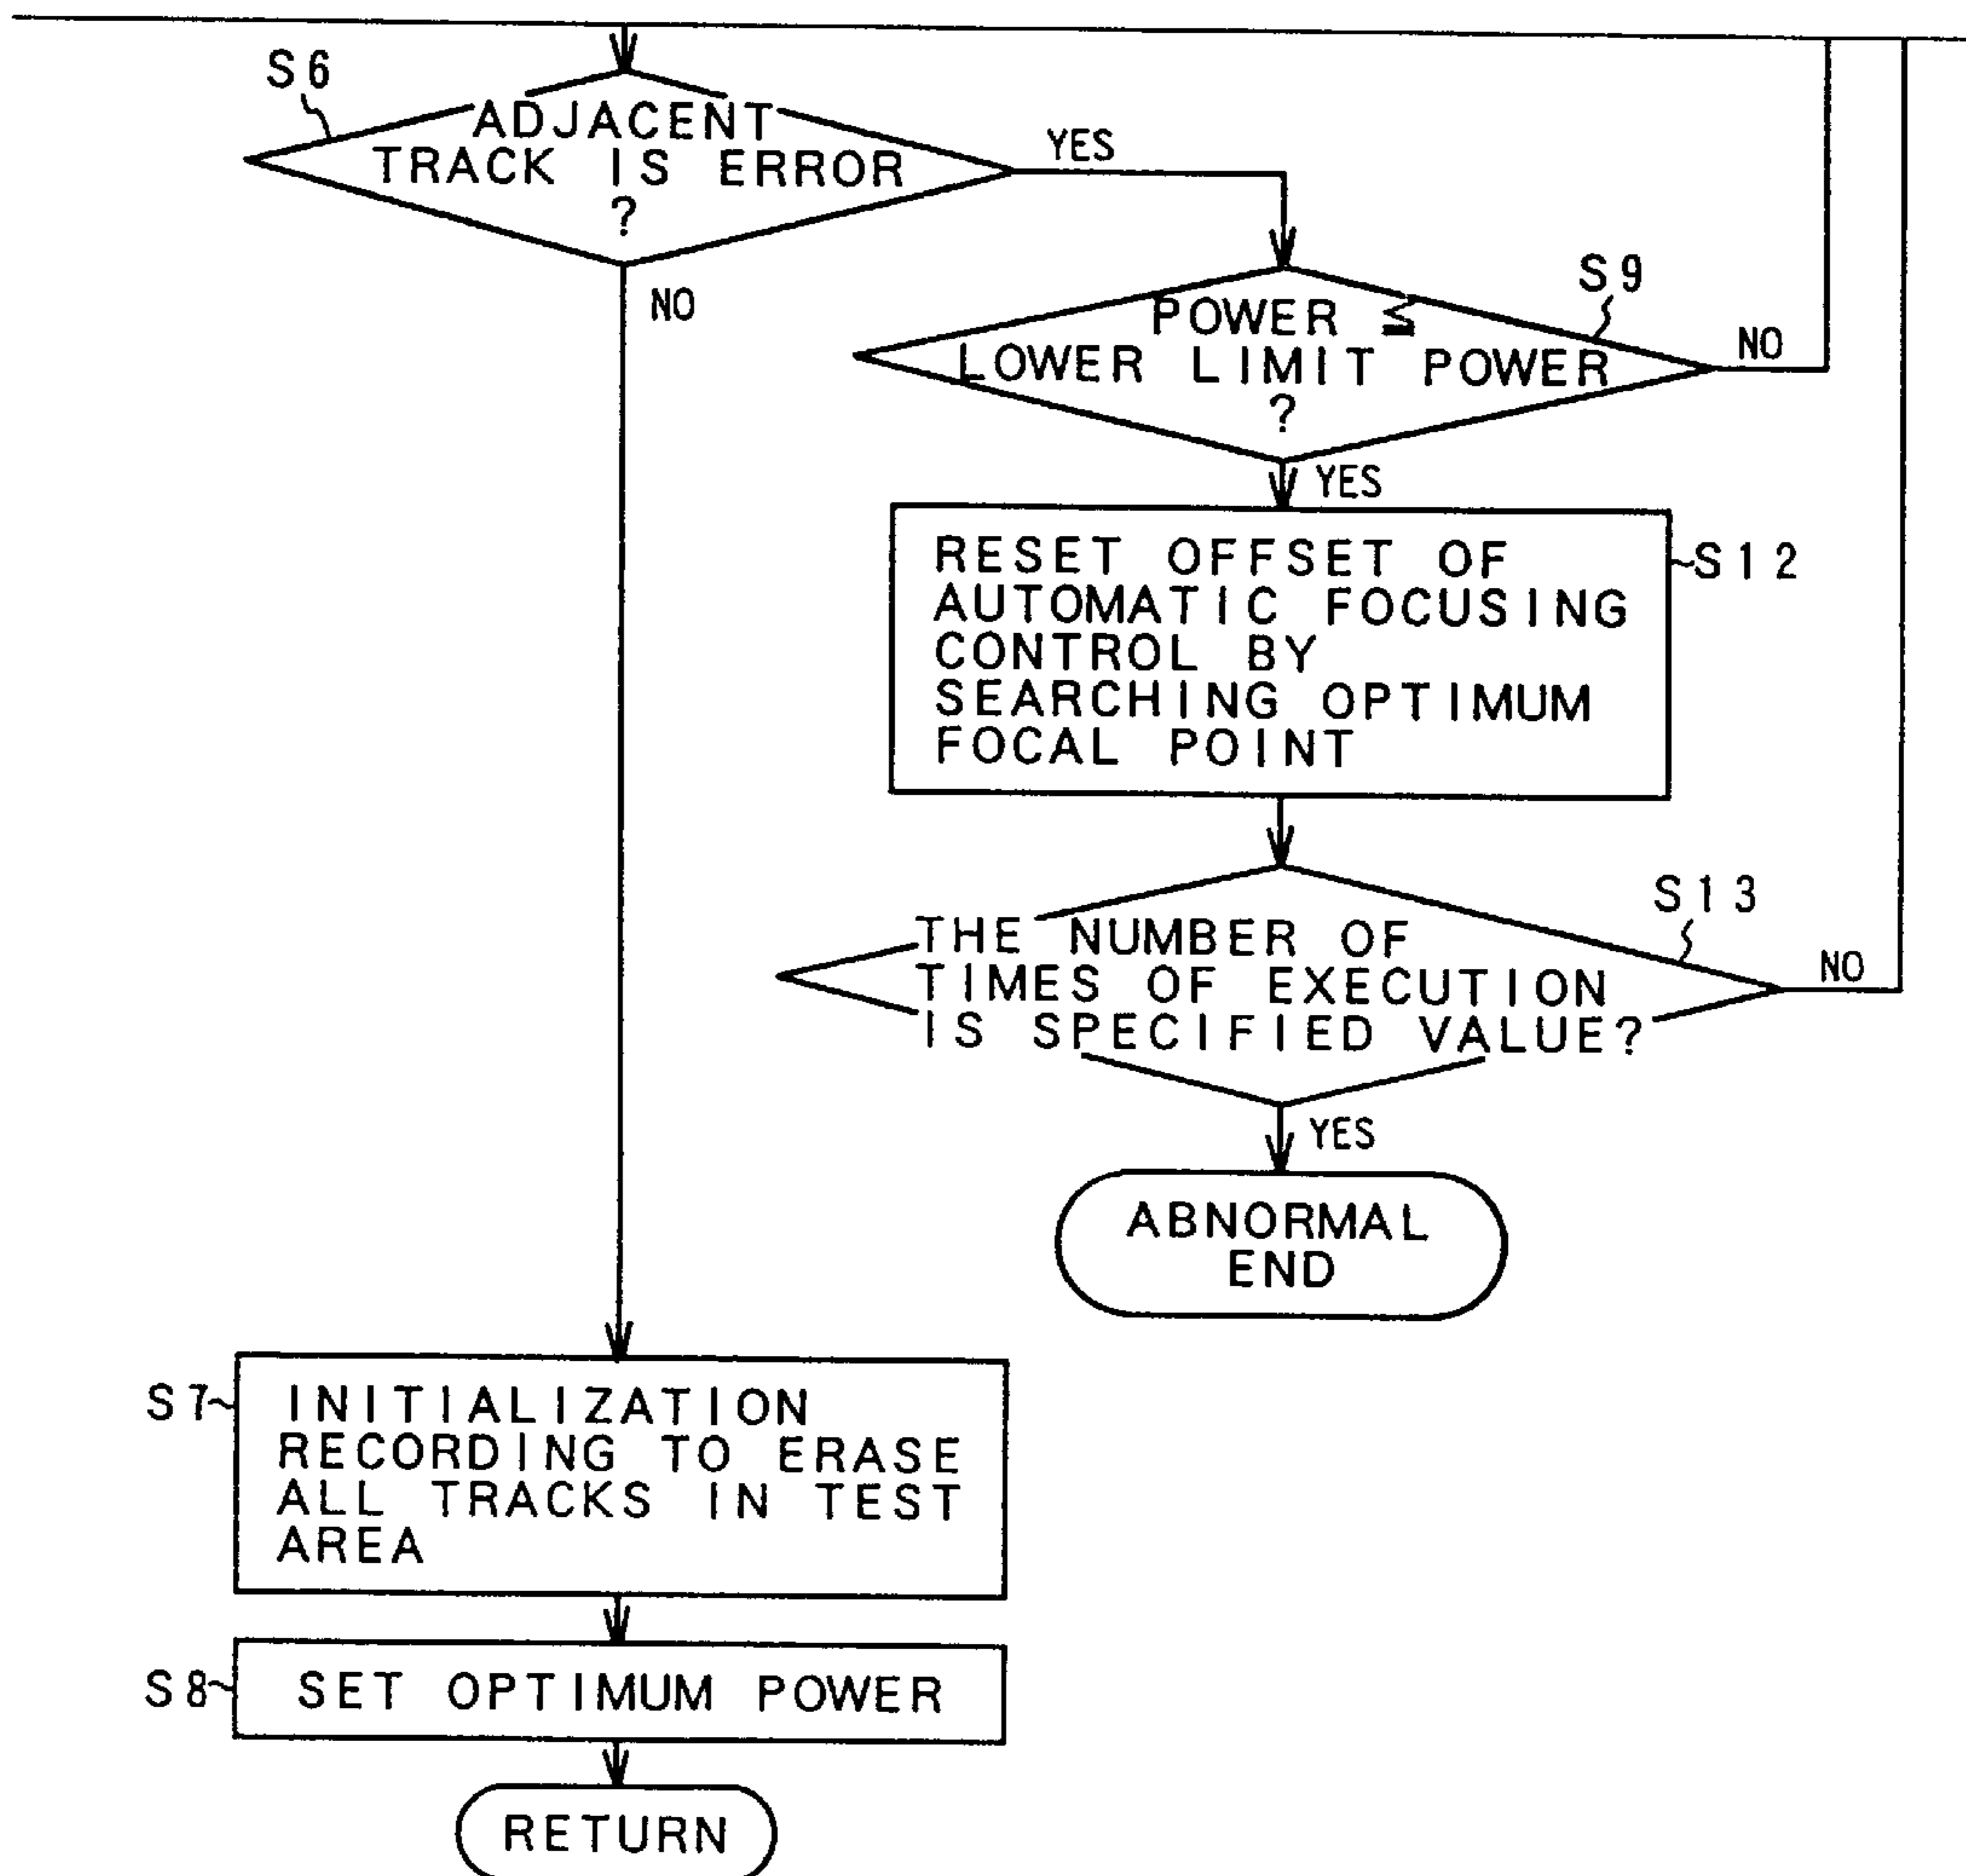 S6
ADJACENT
TRACK IS ERROR
?
YES
NO
S9
POWER ≦
LOWER LIMIT POWER
?
NO
YES
S12
RESET OFFSET OF
AUTOMATIC FOCUSING
CONTROL BY
SEARCHING OPTIMUM
FOCAL POINT
S13
THE NUMBER OF
TIMES OF EXECUTION
IS SPECIFIED VALUE?
NO
YES
ABNORMAL
END
S7
INITIALIZATION
RECORDING TO ERASE
ALL TRACKS IN TEST
AREA
S8
SET OPTIMUM POWER
RETURN